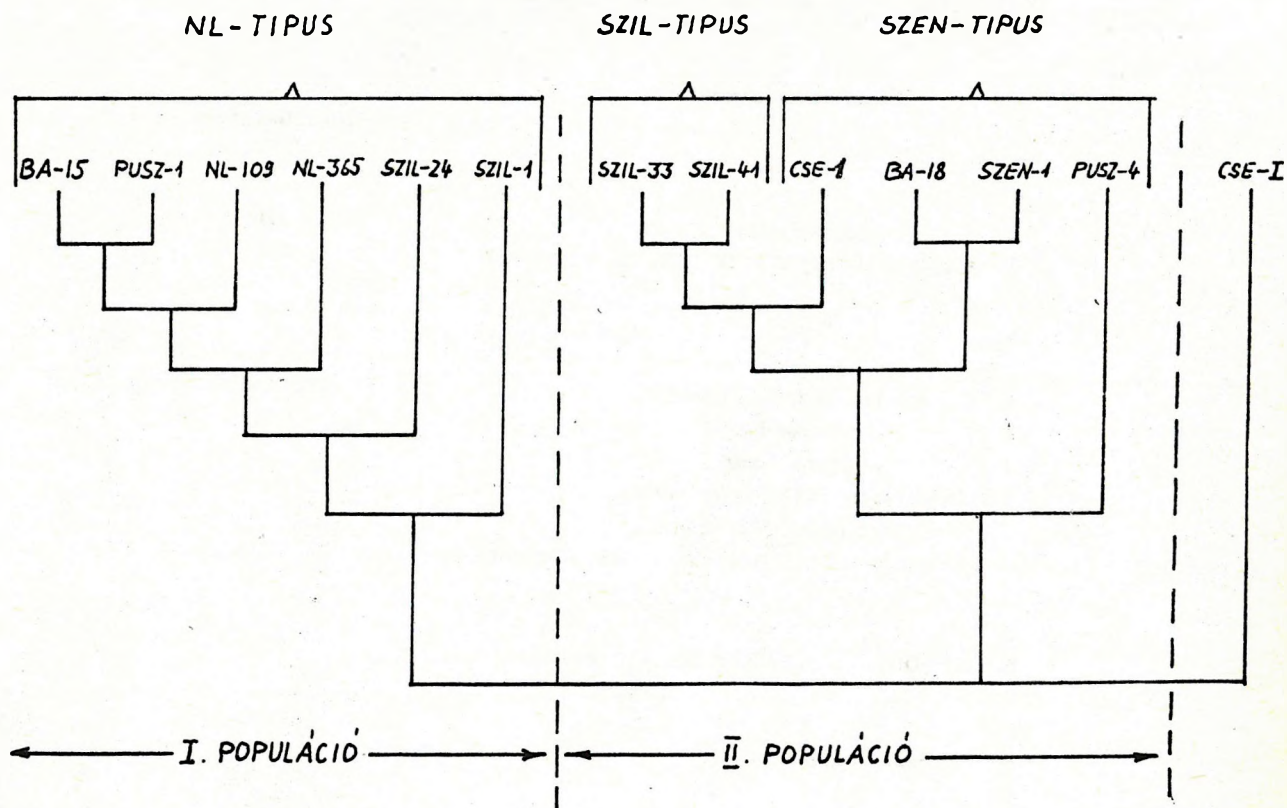 NL-TIPUS SZIL-TIPUS SZEN-TIPUS
BA-15 PUSZ-1 NL-109 NL-365 SZIL-24 SZIL-1 SZIL-33 SZIL-41 CSE-1 BA-18 SZEN-1 PUSZ-4 CSE-I
I. POPULÁCIÓ II. POPULÁCIÓ